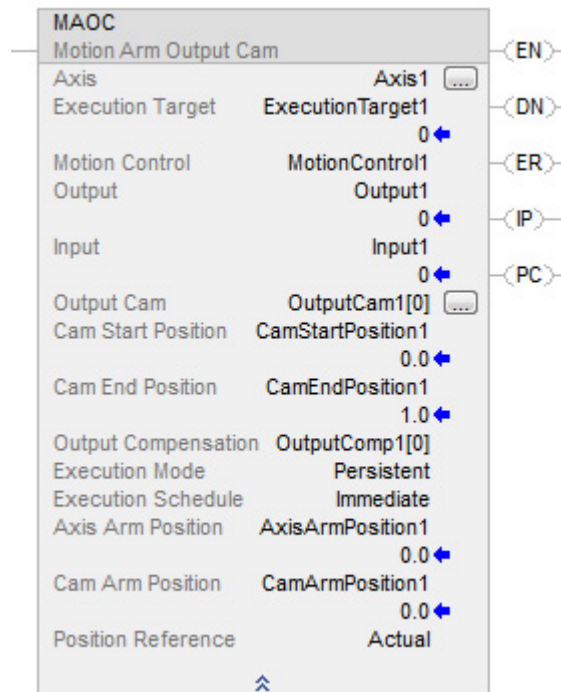 MAOC
Motion Arm Output Cam (EN)
Axis Axis1 ...
Execution Target ExecutionTarget1 (DN)
0
Motion Control MotionControl1 (ER)
Output Output1
0 (IP)
Input Input1
0 (PC)
Output Cam OutputCam1[0] ...
Cam Start Position CamStartPosition1
0.0
Cam End Position CamEndPosition1
1.0
Output Compensation OutputComp1[0]
Execution Mode Persistent
Execution Schedule Immediate
Axis Arm Position AxisArmPosition1
0.0
Cam Arm Position CamArmPosition1
0.0
Position Reference Actual